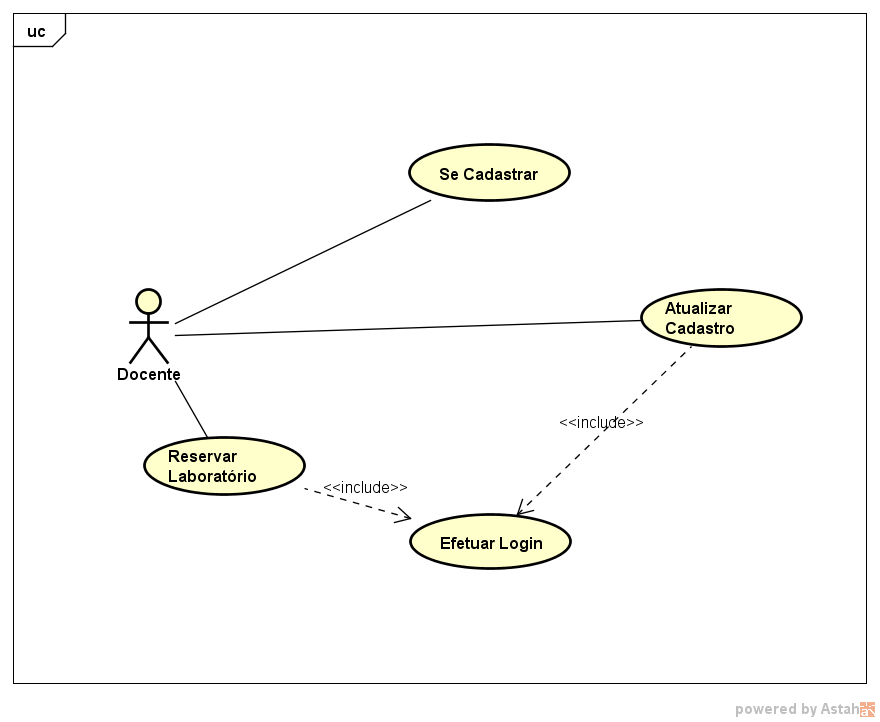 uc
Se Cadastrar
Atualizar
Cadastro
Docente
<<include>>
Reservar
Laboratório
<<include>>
Efetuar Login
powered by Astah